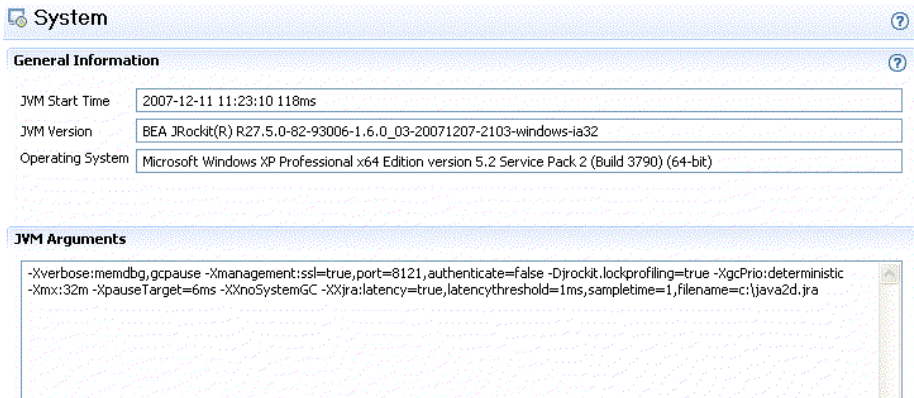 System
General Information
JVM Start Time 2007-12-11 11:23:10 118ms
JVM Version BEA JRockit(R) R27.5.0-82-93006-1.6.0_03-20071207-2103-windows-ia32
Operating System Microsoft Windows XP Professional x64 Edition version 5.2 Service Pack 2 (Build 3790) (64-bit)
JVM Arguments
-Xverbose:memdbg,gcpause -Xmanagement:ssl=true,port=8121,authenticate=false -Djrockit.lockprofiling=true -XgcPrio:deterministic
-Xmx:32m -XpauseTarget=6ms -XXnoSystemGC -XXjra:latency=true,latencythreshold=1ms,sampletime=1,filename=c:\java2d.jra